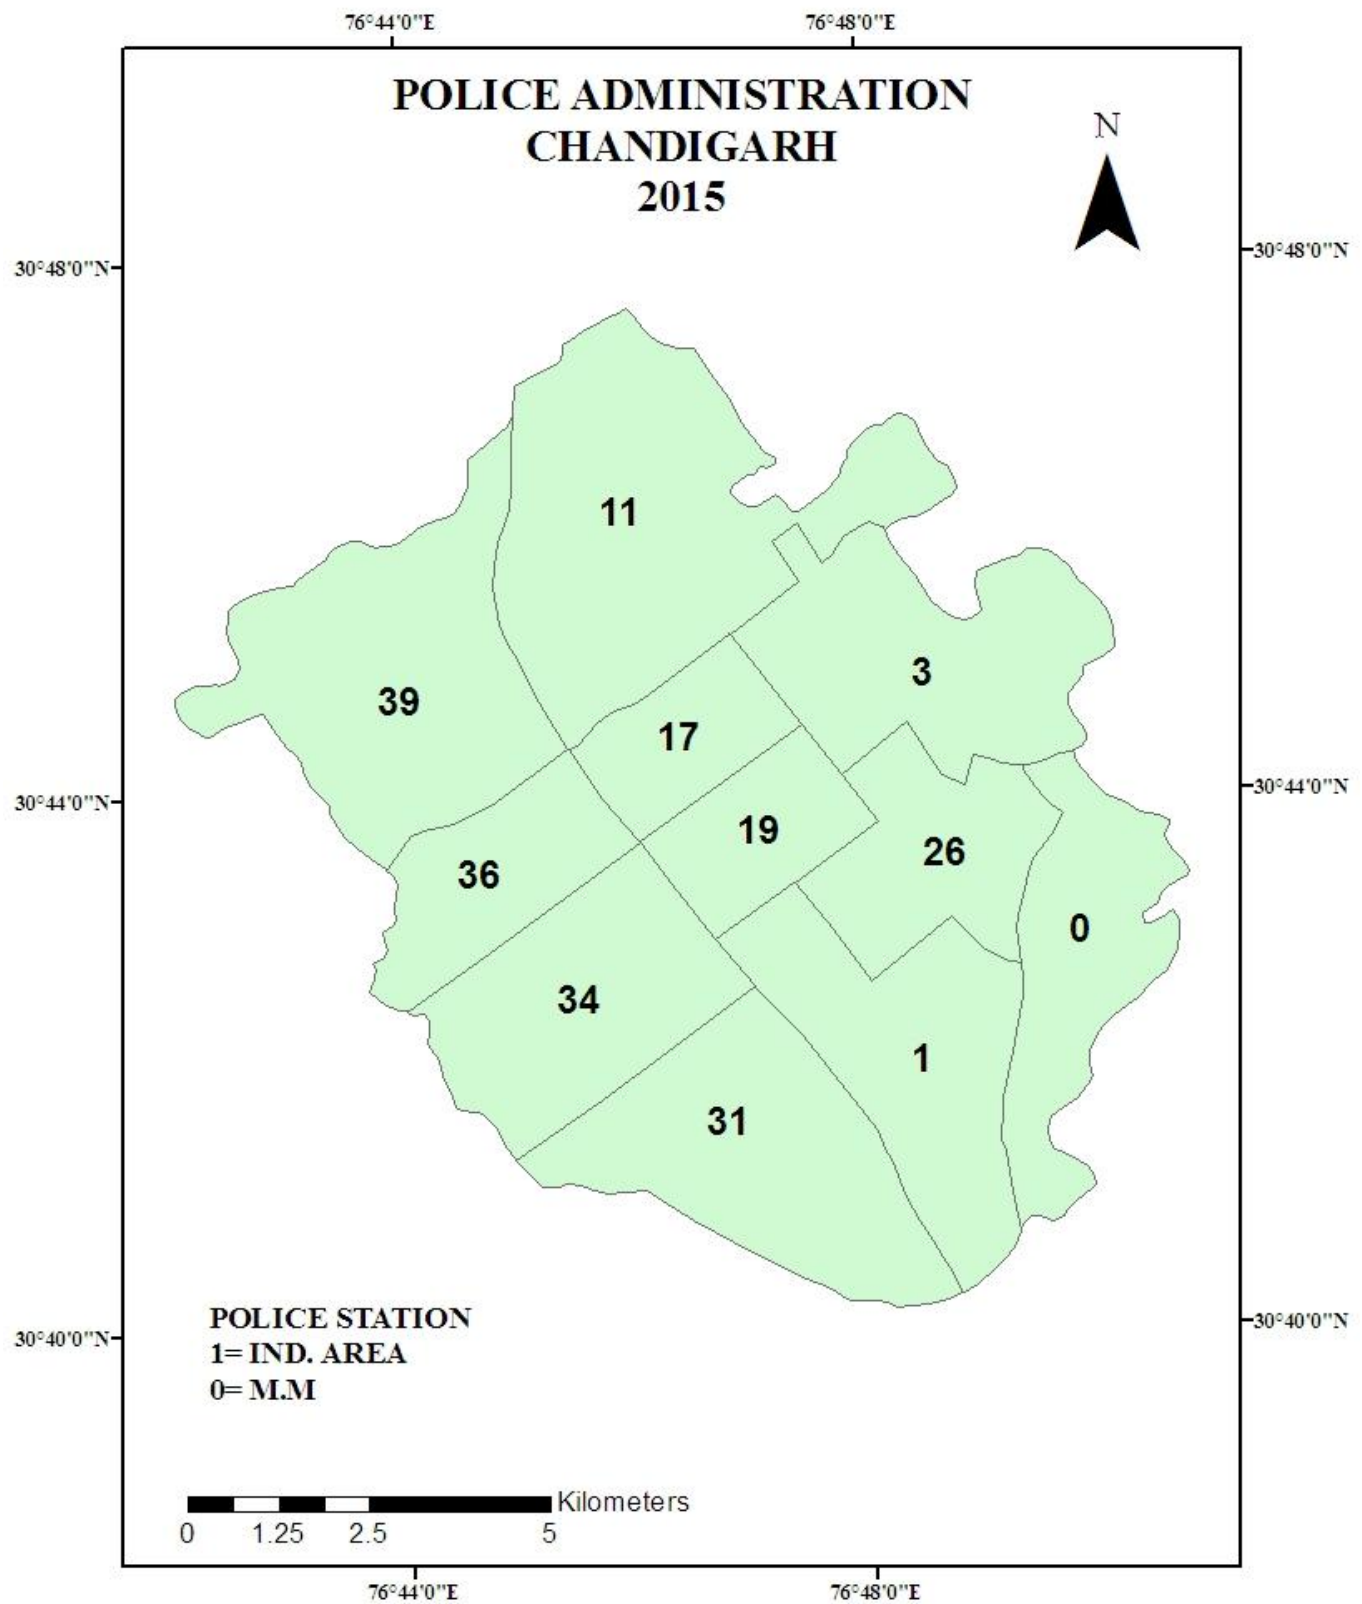 76°44'0"E 76°48'0"E
POLICE ADMINISTRATION
CHANDIGARH
2015
N
30°48'0"N 30°48'0"N
11
3
39
17
30°44'0"N 30°44'0"N
19
26
36
0
34
1
31
POLICE STATION
30°40'0"N 30°40'0"N
1= IND. AREA
0= M.M
Kilometers
0 1.25 2.5 5
76°44'0"E 76°48'0"E